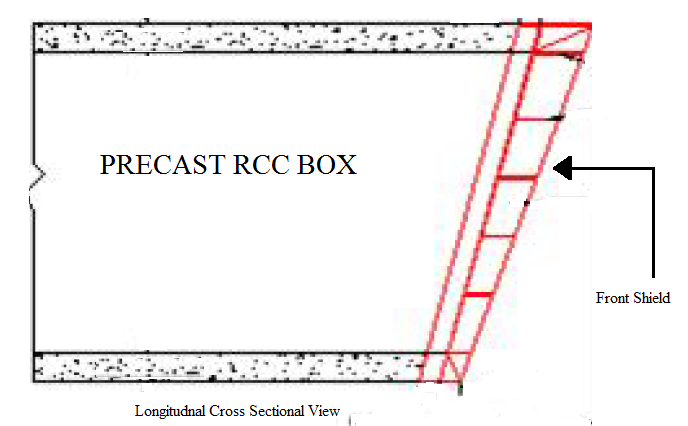 PRECAST RCC BOX
Front Shield
Longitudnal Cross Sectional View